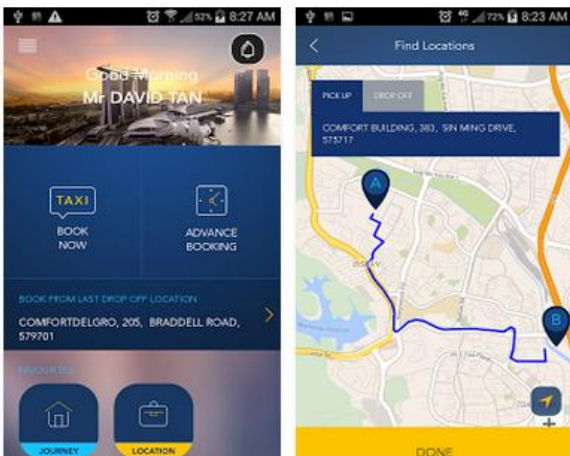 52% 8:27 AM
Good Morning
Mr DAVID TAN
TAXI
BOOK
NOW
ADVANCE
BOOKING
BOOK FROM LAST DROP OFF LOCATION
COMFORTDELGRO, 205, BRADDELL ROAD,
579701
FAVOURITES
JOURNEY
LOCATION
4G 72% 8:23 AM
Find Locations
PICK UP
DROP OFF
COMFORT BUILDING, 383, SIN MING DRIVE,
575717
A
B
DONE